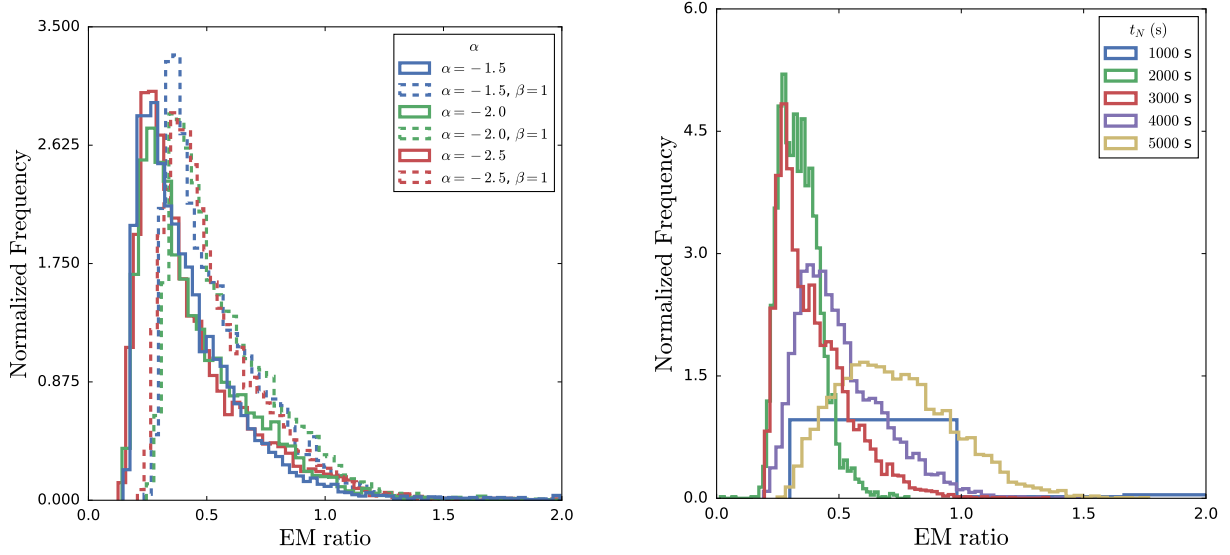 3.500
2.625
1.750
0.875
0.000
Normalized Frequency
0.0 0.5 1.0 1.5 2.0
EM ratio
α
α = −1.5
α = −1.5, β = 1
α = −2.0
α = −2.0, β = 1
α = −2.5
α = −2.5, β = 1
6.0
4.5
3.0
1.5
0.0
Normalized Frequency
0.0 0.5 1.0 1.5 2.0
EM ratio
t_N (s)
1000 s
2000 s
3000 s
4000 s
5000 s